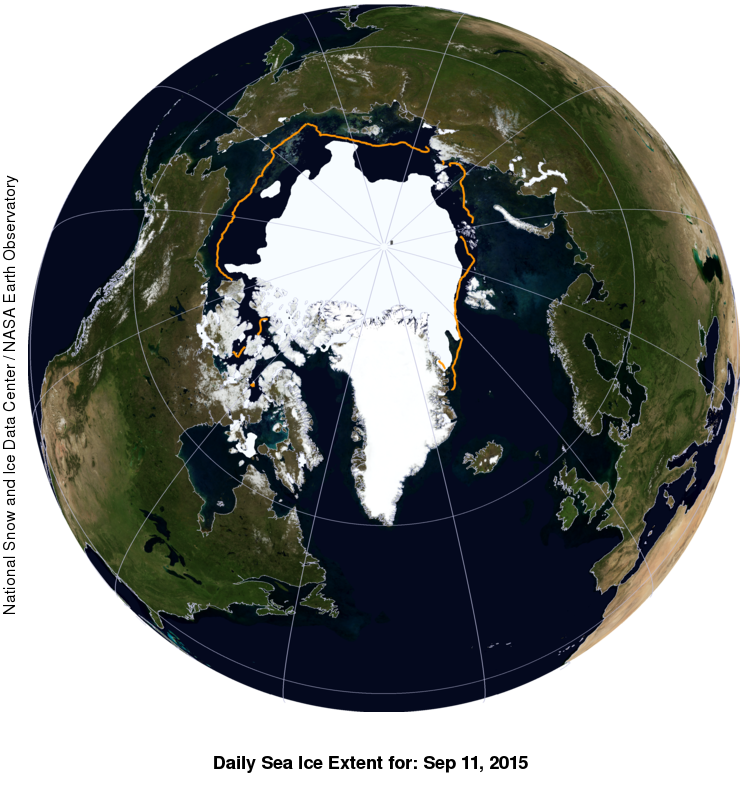 National Snow and Ice Data Center / NASA Earth Observatory
Daily Sea Ice Extent for: Sep 11, 2015